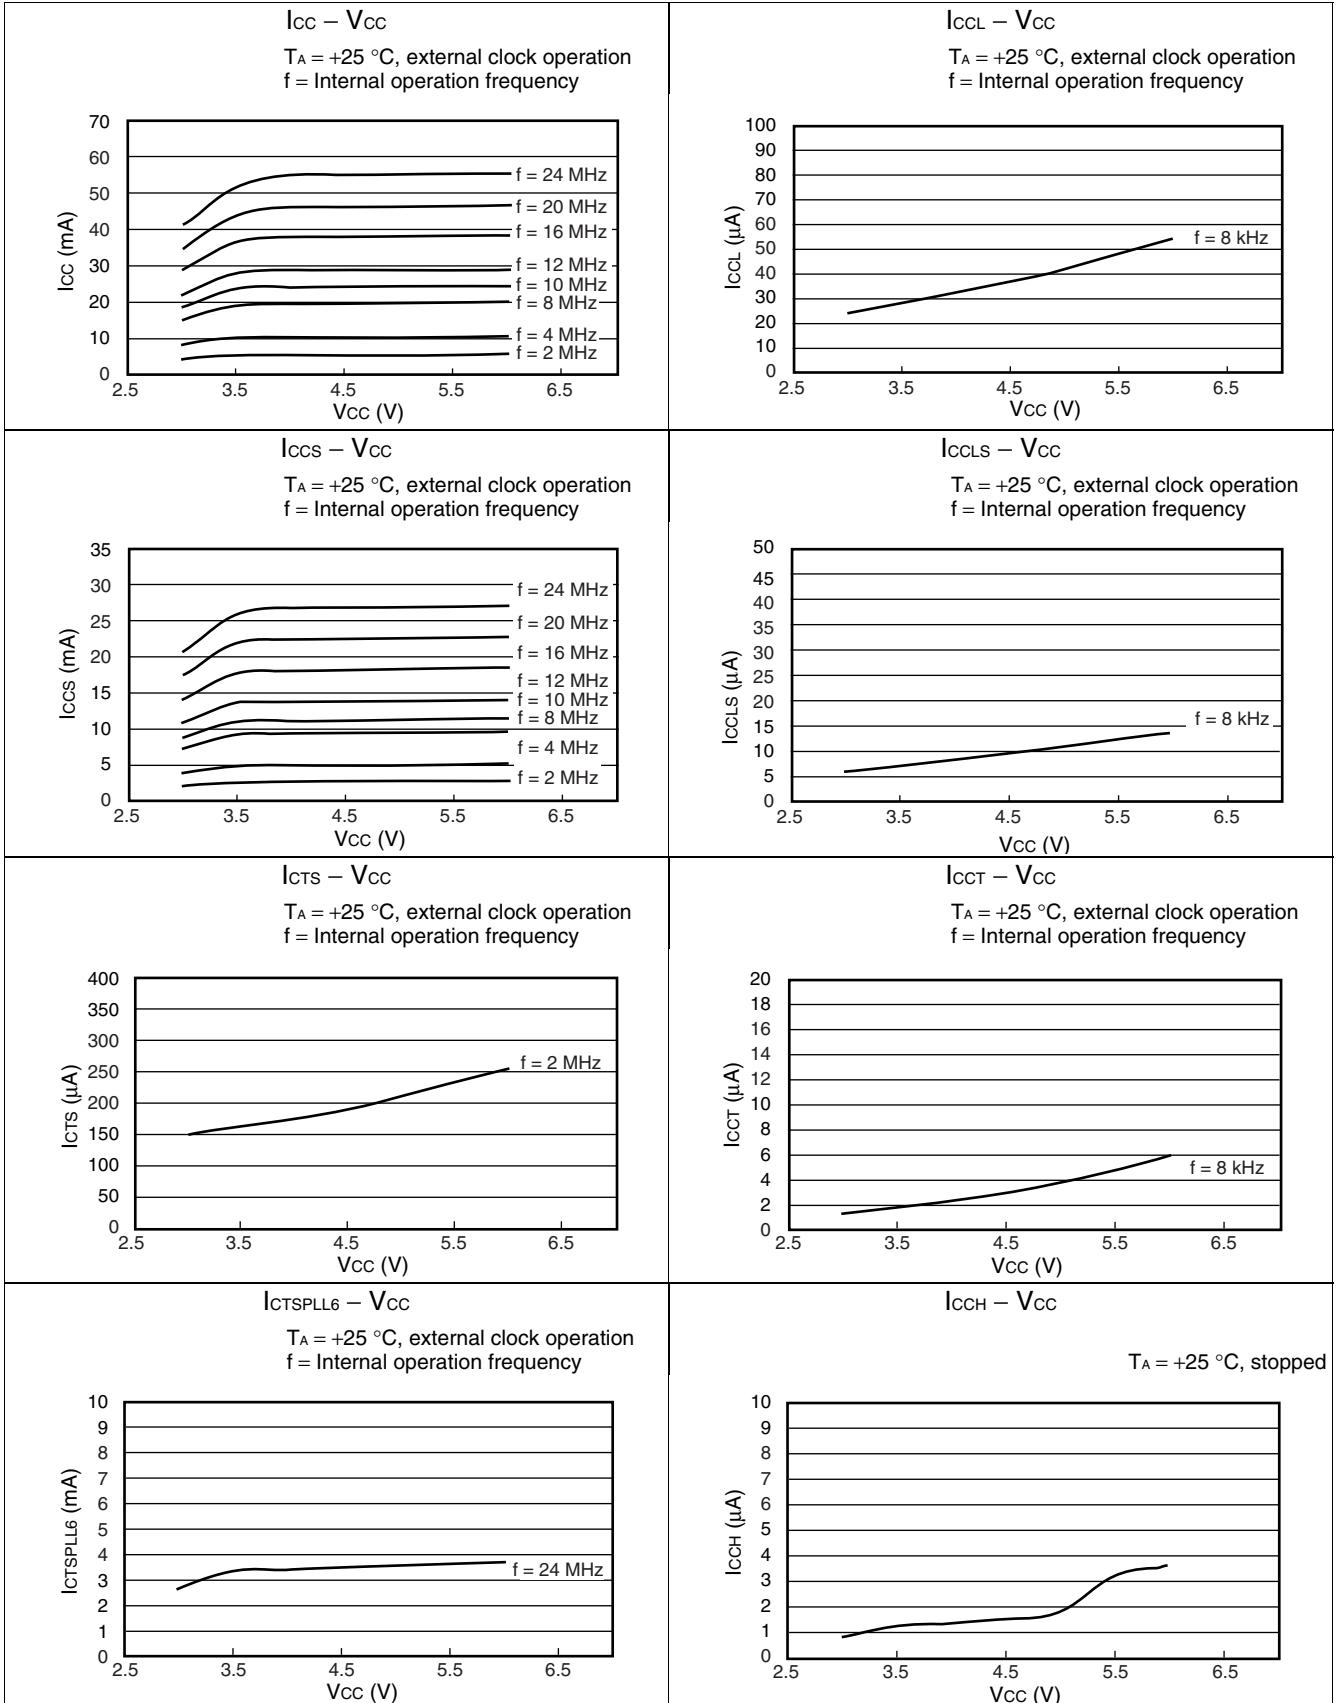 ICC – VCC
TA = +25 °C, external clock operation
f = Internal operation frequency
70
60
50
40
30
20
10
0
ICC (mA)
f = 24 MHz
f = 20 MHz
f = 16 MHz
f = 12 MHz
f = 10 MHz
f = 8 MHz
f = 4 MHz
f = 2 MHz
2.5 3.5 4.5 5.5 6.5
VCC (V)
ICCL – VCC
TA = +25 °C, external clock operation
f = Internal operation frequency
100
90
80
70
60
50
40
30
20
10
0
ICCL (µA)
f = 8 kHz
2.5 3.5 4.5 5.5 6.5
VCC (V)
ICCS – VCC
TA = +25 °C, external clock operation
f = Internal operation frequency
35
30
25
20
15
10
5
0
ICCS (mA)
f = 24 MHz
f = 20 MHz
f = 16 MHz
f = 12 MHz
f = 10 MHz
f = 8 MHz
f = 4 MHz
f = 2 MHz
2.5 3.5 4.5 5.5 6.5
VCC (V)
ICCLS – VCC
TA = +25 °C, external clock operation
f = Internal operation frequency
50
45
40
35
30
25
20
15
10
5
0
ICCLS (µA)
f = 8 kHz
2.5 3.5 4.5 5.5 6.5
VCC (V)
ICTS – VCC
TA = +25 °C, external clock operation
f = Internal operation frequency
400
350
300
250
200
150
100
50
0
ICTS (µA)
f = 2 MHz
2.5 3.5 4.5 5.5 6.5
VCC (V)
ICCT – VCC
TA = +25 °C, external clock operation
f = Internal operation frequency
20
18
16
14
12
10
8
6
4
2
0
ICCT (µA)
f = 8 kHz
2.5 3.5 4.5 5.5 6.5
VCC (V)
ICTSPLL6 – VCC
TA = +25 °C, external clock operation
f = Internal operation frequency
10
9
8
7
6
5
4
3
2
1
0
ICTSPLL6 (mA)
f = 24 MHz
2.5 3.5 4.5 5.5 6.5
VCC (V)
ICCH – VCC
TA = +25 °C, stopped
10
9
8
7
6
5
4
3
2
1
0
ICCH (µA)
2.5 3.5 4.5 5.5 6.5
VCC (V)